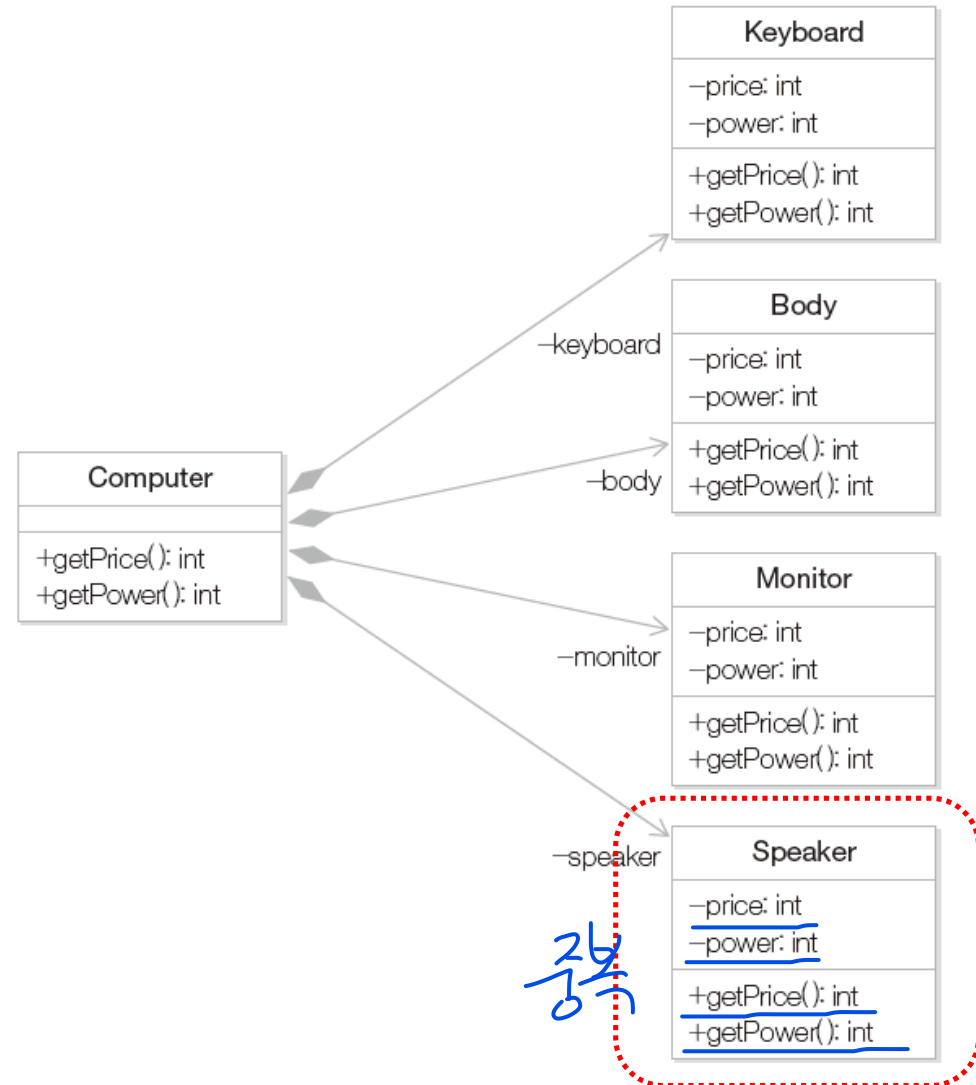 Keyboard
−price: int
−power: int
+getPrice(): int
+getPower(): int
−keyboard
Body
−price: int
−power: int
+getPrice(): int
+getPower(): int
−body
Computer
+getPrice(): int
+getPower(): int
Monitor
−price: int
−power: int
+getPrice(): int
+getPower(): int
−monitor
Speaker
−price: int
−power: int
+getPrice(): int
+getPower(): int
−speaker
중복